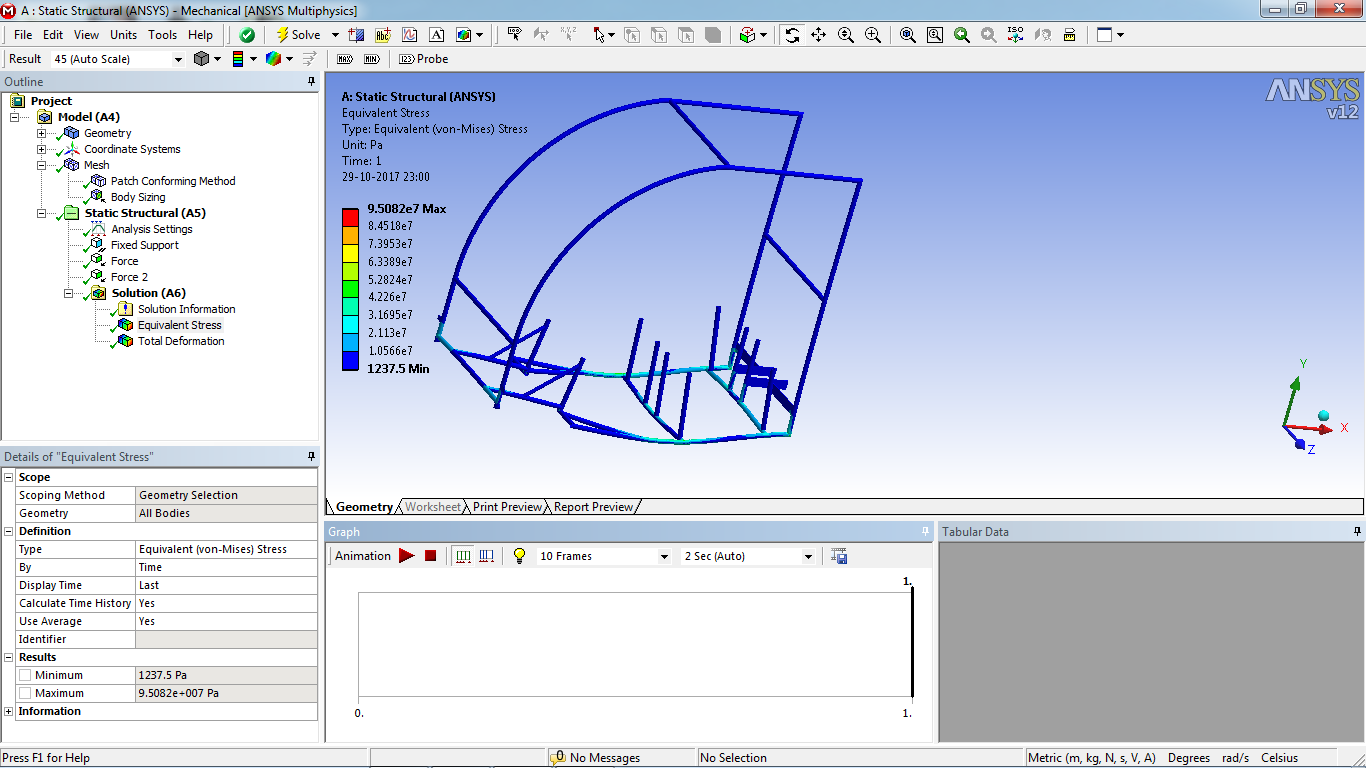 A : Static Structural (ANSYS) - Mechanical [ANSYS Multiphysics]
File Edit View Units Tools Help Solve
Result 45 (Auto Scale) MAX MIN 123 Probe
Outline
Project
Model (A4)
Geometry
Coordinate Systems
Mesh
Patch Conforming Method
Body Sizing
Static Structural (A5)
Analysis Settings
Fixed Support
Force
Force 2
Solution (A6)
Solution Information
Equivalent Stress
Total Deformation
A: Static Structural (ANSYS)
Equivalent Stress
Type: Equivalent (von-Mises) Stress
Unit: Pa
Time: 1
29-10-2017 23:00
9.5082e7 Max
8.4518e7
7.3953e7
6.3389e7
5.2824e7
4.226e7
3.1695e7
2.113e7
1.0566e7
1237.5 Min
ANSYS
v12
Y
X
Z
Geometry Worksheet Print Preview Report Preview
Details of "Equivalent Stress"
Scope
Scoping Method Geometry Selection
Geometry All Bodies
Definition
Type Equivalent (von-Mises) Stress
By Time
Display Time Last
Calculate Time History Yes
Use Average Yes
Identifier
Results
Minimum 1237.5 Pa
Maximum 9.5082e+007 Pa
Information
Graph
Animation 10 Frames 2 Sec (Auto)
1.
0. 1.
Tabular Data
Press F1 for Help 0 No Messages No Selection Metric (m, kg, N, s, V, A) Degrees rad/s Celsius